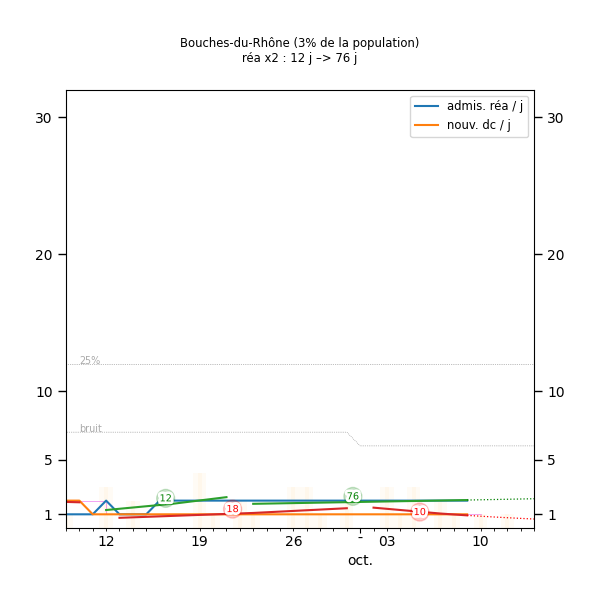 Bouches-du-Rhône (3% de la population)
réa x2 : 12 j –> 76 j
admis. réa / j
nouv. dc / j
30 30
20 20
25%
10 10
bruit
5 5
12 76
18 10
1 1
12 19 26 - 03 10
oct.